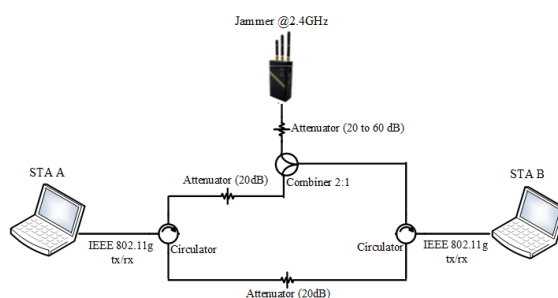 Jammer @2.4GHz
Attenuator (20 to 60 dB)
Combiner 2:1
Attenuator (20dB)
STA A
STA B
IEEE 802.11g
tx/rx
Circulator
Circulator
IEEE 802.11g
tx/rx
Attenuator (20dB)